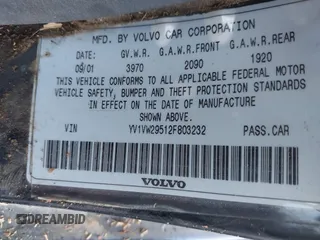 MFD. BY VOLVO CAR CORPORATION
DATE: GV.W.R. G.A.W.R.FRONT G.A.W.R.REAR
09/01 3970 2090 1920
THIS VEHICLE CONFORMS TO ALL APPLICABLE FEDERAL MOTOR
VEHICLE SAFETY, BUMPER AND THEFT PROTECTION STANDARDS
IN EFFECT ON THE DATE OF MANUFACTURE
SHOWN ABOVE.
VIN YV1VW29512F803232 PASS.CAR
VOLVO
DREAMBID